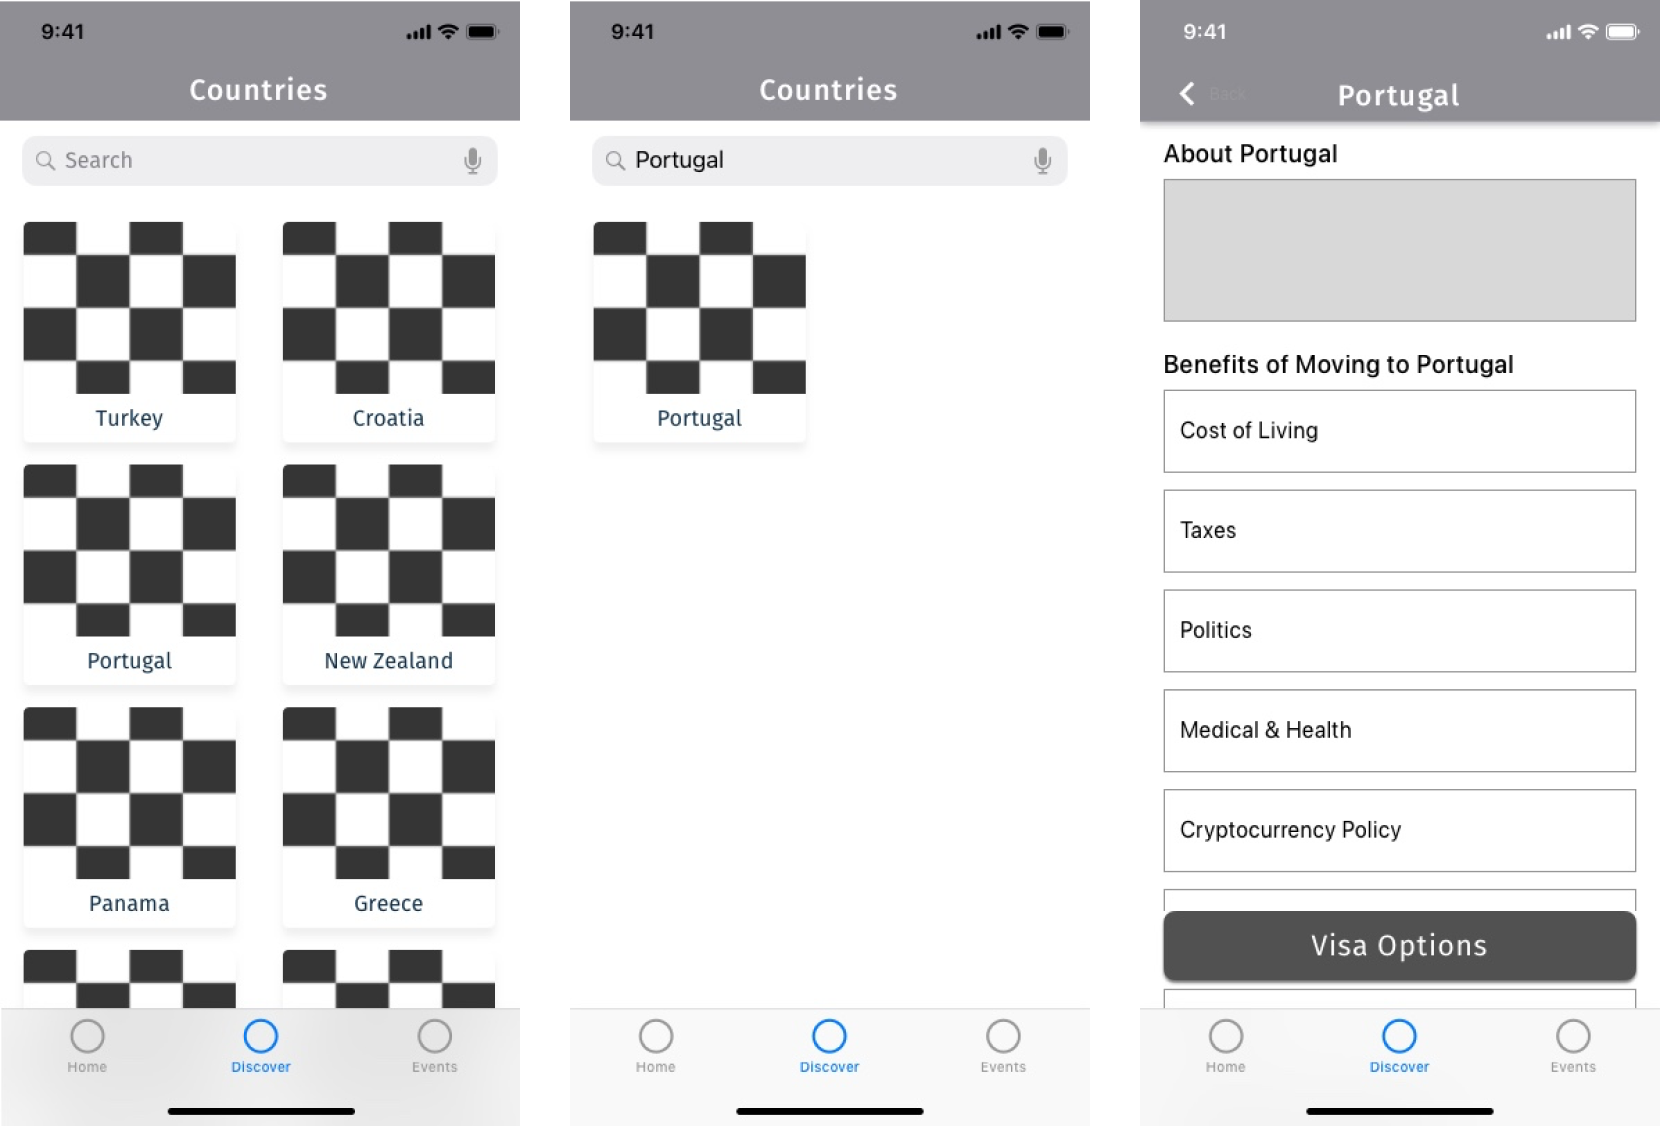 9:41
Countries
Search
Turkey
Croatia
Portugal
New Zealand
Panama
Greece
Home
Discover
Events
9:41
Countries
Portugal
Portugal
Home
Discover
Events
9:41
Back
Portugal
About Portugal
Benefits of Moving to Portugal
Cost of Living
Taxes
Politics
Medical & Health
Cryptocurrency Policy
Visa Options
Home
Discover
Events